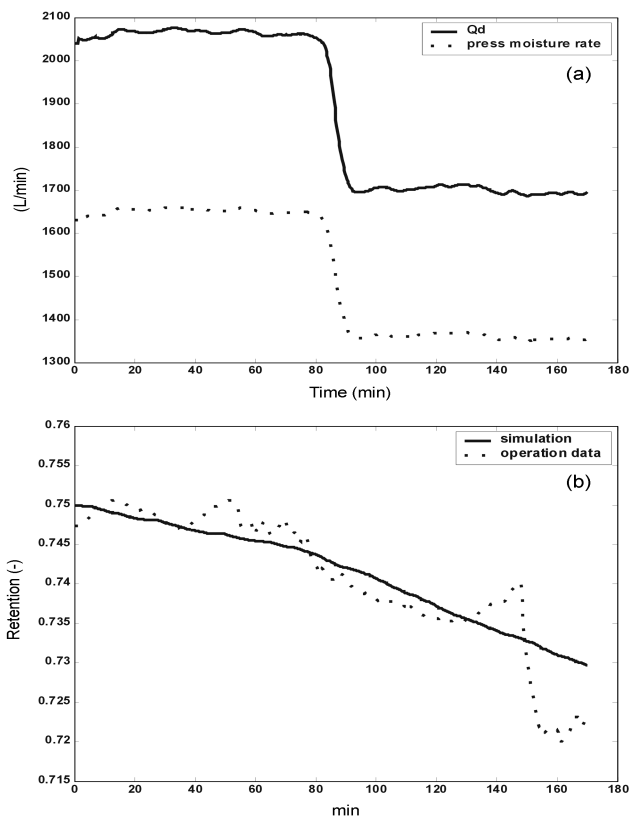 2100
Qd
press moisture rate
2000
(a)
1900
1800
(L/min)
1700
1600
1500
1400
1300
0 20 40 60 80 100 120 140 160 180
Time (min)
0.76
simulation
operation data
0.755
(b)
0.75
0.745
0.74
Retention (-)
0.735
0.73
0.725
0.72
0.715
0 20 40 60 80 100 120 140 160 180
min